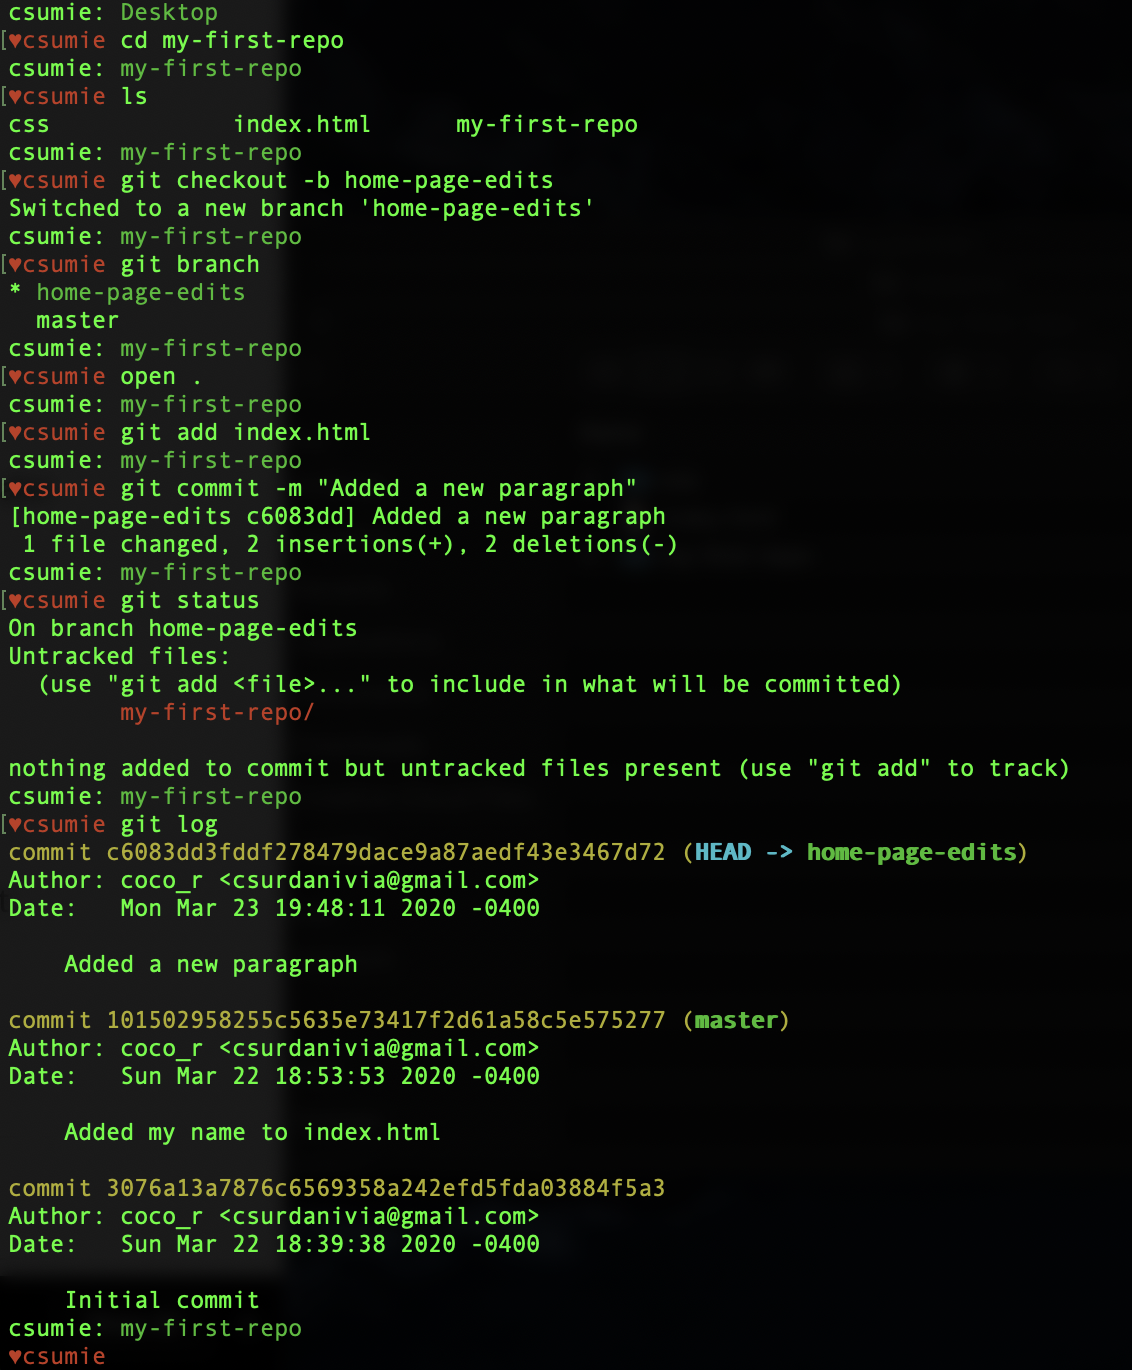 csumie: Desktop
[♥csumie cd my-first-repo
csumie: my-first-repo
[♥csumie ls
css             index.html      my-first-repo
csumie: my-first-repo
[♥csumie git checkout -b home-page-edits
Switched to a new branch 'home-page-edits'
csumie: my-first-repo
[♥csumie git branch
* home-page-edits
  master
csumie: my-first-repo
[♥csumie open .
csumie: my-first-repo
[♥csumie git add index.html
csumie: my-first-repo
[♥csumie git commit -m "Added a new paragraph"
[home-page-edits c6083dd] Added a new paragraph
 1 file changed, 2 insertions(+), 2 deletions(-)
csumie: my-first-repo
[♥csumie git status
On branch home-page-edits
Untracked files:
  (use "git add <file>..." to include in what will be committed)
        my-first-repo/

nothing added to commit but untracked files present (use "git add" to track)
csumie: my-first-repo
[♥csumie git log
commit c6083dd3fddf278479dace9a87aedf43e3467d72 (HEAD -> home-page-edits)
Author: coco_r <csurdanivia@gmail.com>
Date:   Mon Mar 23 19:48:11 2020 -0400

    Added a new paragraph

commit 101502958255c5635e73417f2d61a58c5e575277 (master)
Author: coco_r <csurdanivia@gmail.com>
Date:   Sun Mar 22 18:53:53 2020 -0400

    Added my name to index.html

commit 3076a13a7876c6569358a242efd5fda03884f5a3
Author: coco_r <csurdanivia@gmail.com>
Date:   Sun Mar 22 18:39:38 2020 -0400

    Initial commit
csumie: my-first-repo
♥csumie